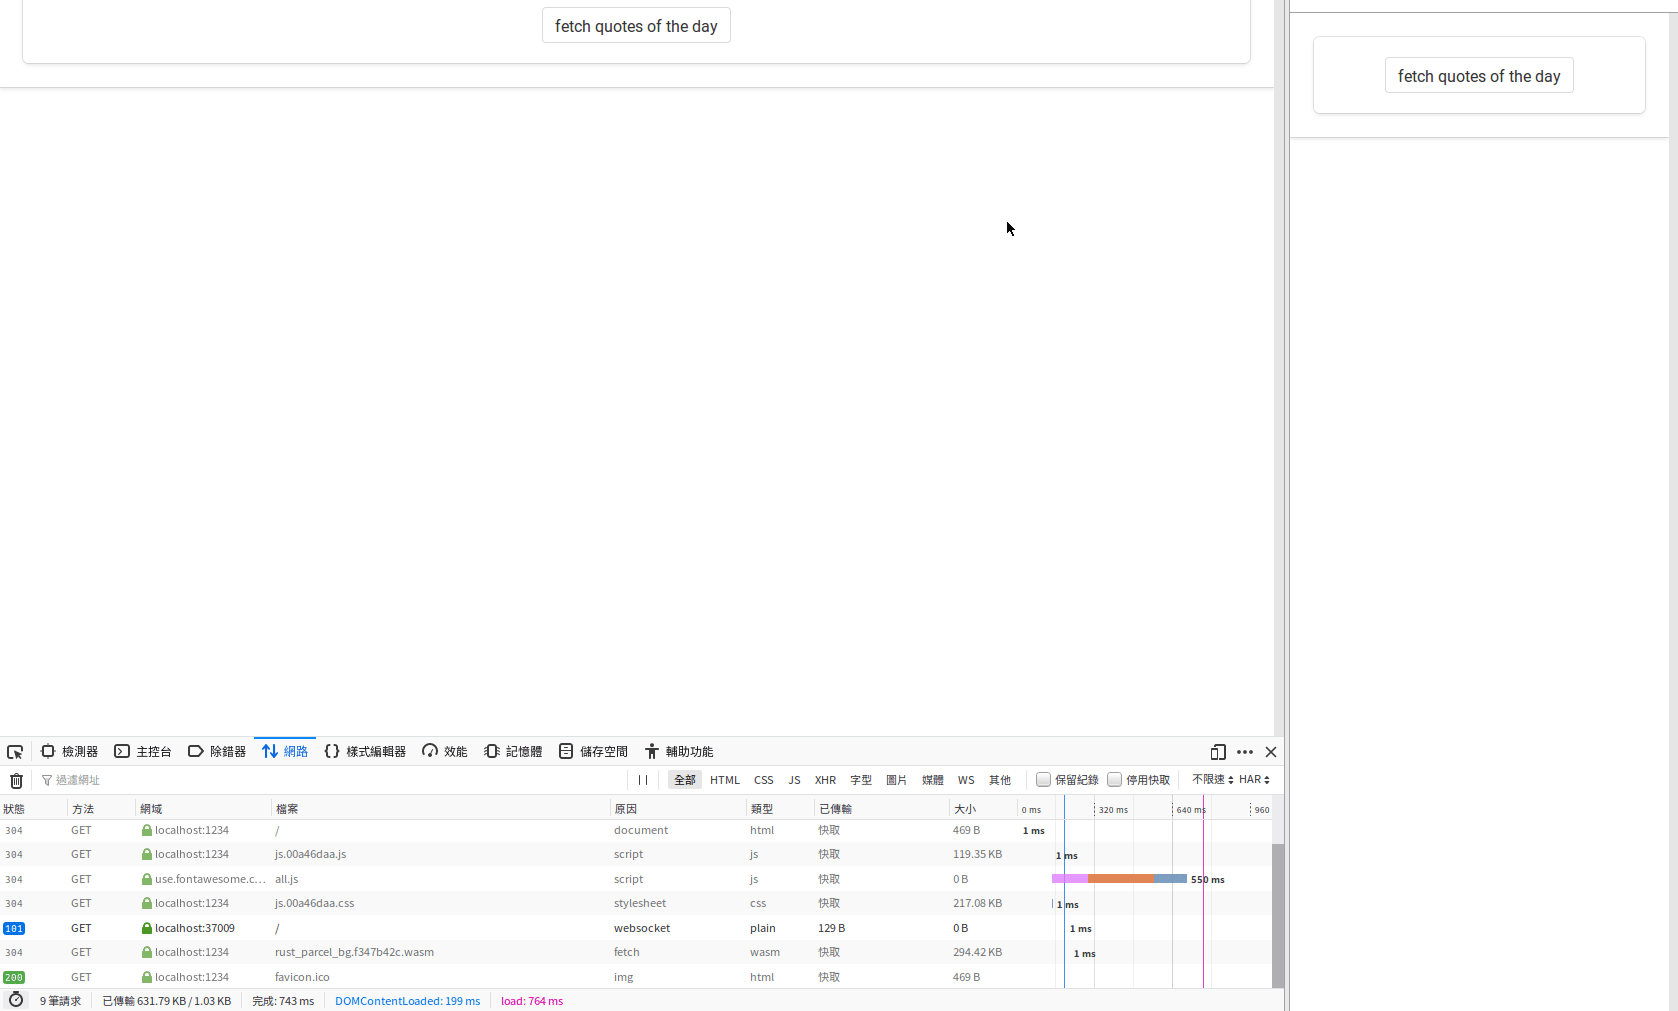 fetch quotes of the day
fetch quotes of the day
檢測器 主控台 除錯器 網路 樣式編輯器 效能 記憶體 儲存空間 輔助功能
過濾網址 全部 HTML CSS JS XHR 字型 圖片 媒體 WS 其他 保留紀錄 停用快取 不限速 HAR
狀態 方法 網域 檔案 原因 類型 已傳輸 大小 0 ms 320 ms 640 ms 960
304 GET localhost:1234 / document html 快取 469 B 1 ms
304 GET localhost:1234 js.00a46daa.js script js 快取 119.35 KB 1 ms
304 GET use.fontawesome.c… all.js script js 快取 0 B 550 ms
304 GET localhost:1234 js.00a46daa.css stylesheet css 快取 217.08 KB 1 ms
101 GET localhost:37009 / websocket plain 129 B 0 B 1 ms
304 GET localhost:1234 rust_parcel_bg.f347b42c.wasm fetch wasm 快取 294.42 KB 1 ms
200 GET localhost:1234 favicon.ico img html 快取 469 B
9 筆請求 已傳輸 631.79 KB / 1.03 KB 完成: 743 ms DOMContentLoaded: 199 ms load: 764 ms